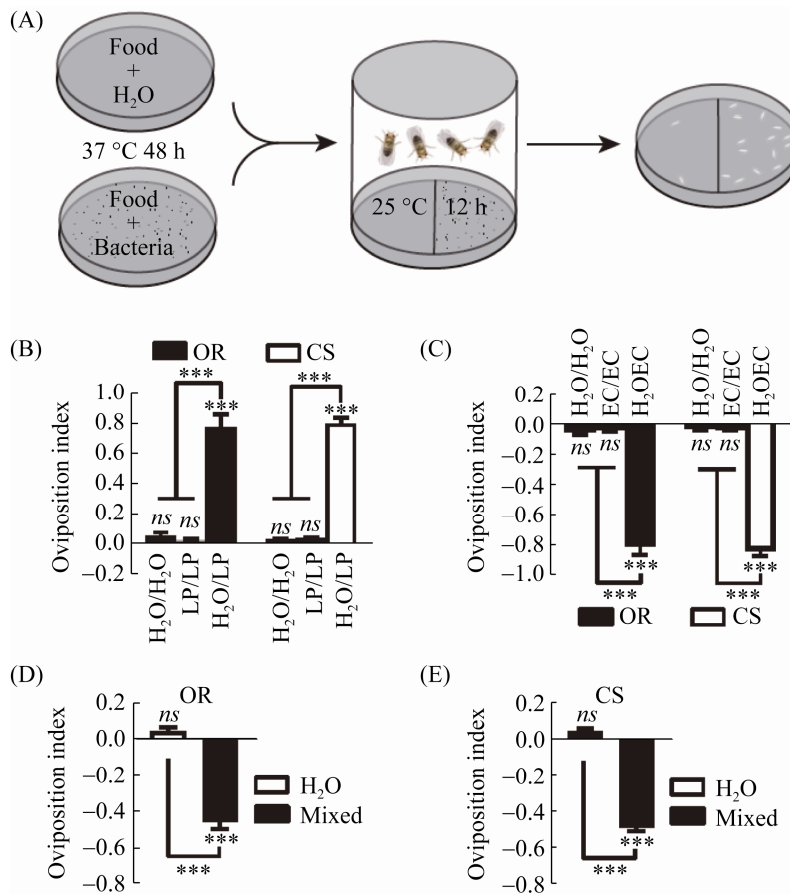 (A)
Food
+
H₂O
37 °C 48 h
Food
+
Bacteria
25 °C 12 h
(B)
OR CS
Oviposition index
1.0
0.8
0.6
0.4
0.2
0.0
−0.2
*** ***
*** ***
ns ns ns ns
H₂O/H₂O LP/LP H₂O/LP H₂O/H₂O LP/LP H₂O/LP
(C)
H₂O/H₂O EC/EC H₂OEC H₂O/H₂O EC/EC H₂OEC
Oviposition index
0.2
0.0
−0.2
−0.4
−0.6
−0.8
−1.0
ns ns ns ns
*** ***
*** ***
OR CS
(D)
OR
Oviposition index
0.2
0.0
−0.2
−0.4
−0.6
−0.8
ns
***
***
H₂O
Mixed
(E)
CS
Oviposition index
0.2
0.0
−0.2
−0.4
−0.6
−0.8
ns
***
***
H₂O
Mixed